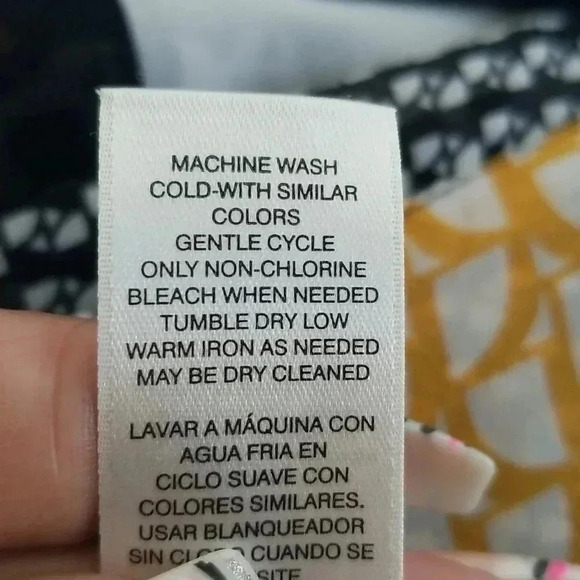 MACHINE WASH
COLD-WITH SIMILAR
COLORS
GENTLE CYCLE
ONLY NON-CHLORINE
BLEACH WHEN NEEDED
TUMBLE DRY LOW
WARM IRON AS NEEDED
MAY BE DRY CLEANED
LAVAR A MÁQUINA CON
AGUA FRIA EN
CICLO SUAVE CON
COLORES SIMILARES.
USAR BLANQUEADOR
SIN CUANDO SE